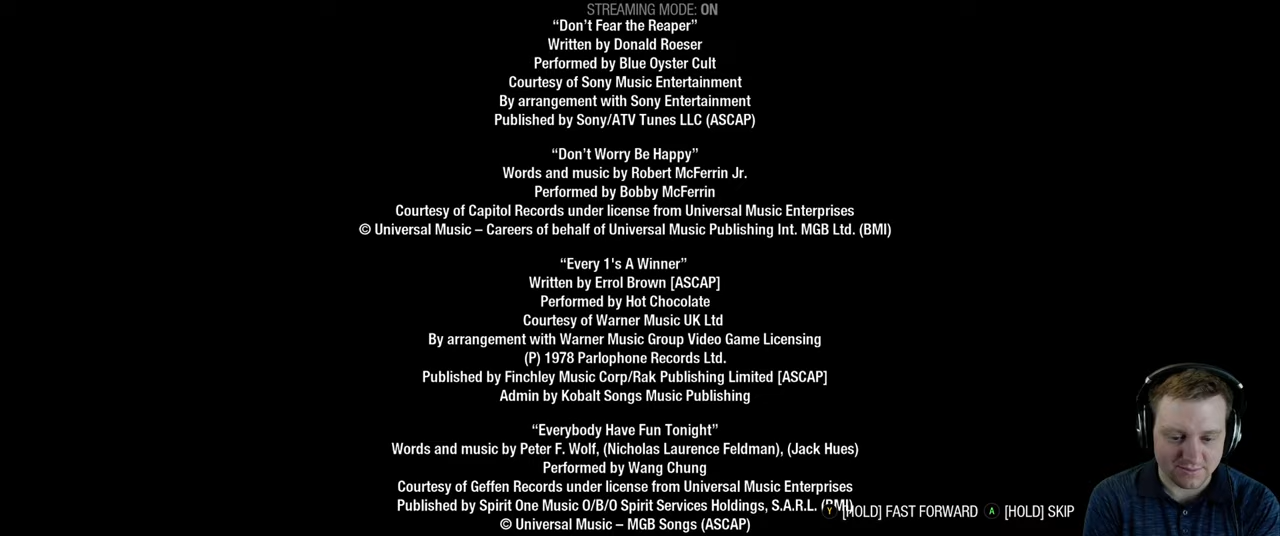 STREAMING MODE: ON
“Don’t Fear the Reaper”
Written by Donald Roeser
Performed by Blue Oyster Cult
Courtesy of Sony Music Entertainment
By arrangement with Sony Entertainment
Published by Sony/ATV Tunes LLC (ASCAP)
“Don’t Worry Be Happy”
Words and music by Robert McFerrin Jr.
Performed by Bobby McFerrin
Courtesy of Capitol Records under license from Universal Music Enterprises
© Universal Music – Careers of behalf of Universal Music Publishing Int. MGB Ltd. (BMI)
“Every 1's A Winner”
Written by Errol Brown [ASCAP]
Performed by Hot Chocolate
Courtesy of Warner Music UK Ltd
By arrangement with Warner Music Group Video Game Licensing
(P) 1978 Parlophone Records Ltd.
Published by Finchley Music Corp/Rak Publishing Limited [ASCAP]
Admin by Kobalt Songs Music Publishing
“Everybody Have Fun Tonight”
Words and music by Peter F. Wolf, (Nicholas Laurence Feldman), (Jack Hues)
Performed by Wang Chung
Courtesy of Geffen Records under license from Universal Music Enterprises
Published by Spirit One Music O/B/O Spirit Services Holdings, S.A.R.L. (BMI)
Y [HOLD] FAST FORWARD A [HOLD] SKIP
© Universal Music – MGB Songs (ASCAP)